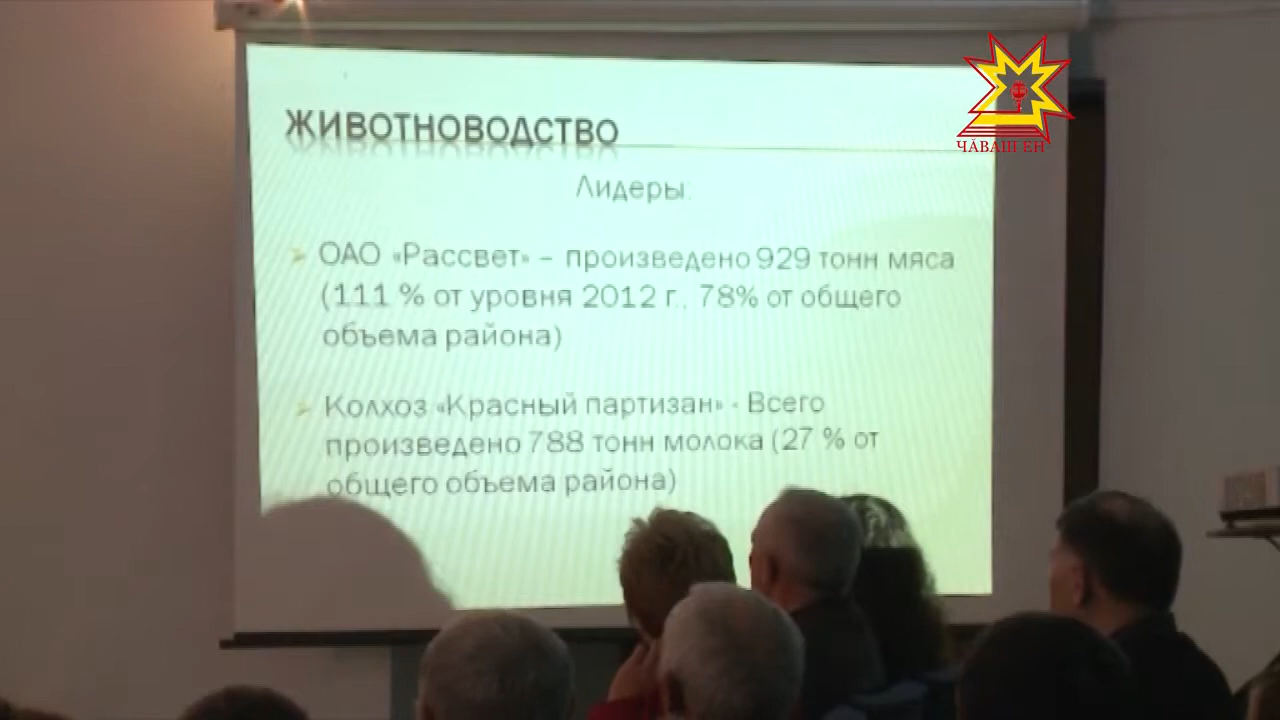 ЧӐВАШ ЕН
ЖИВОТНОВОДСТВО
Лидеры:
ОАО «Рассвет» – произведено 929 тонн мяса
(111 % от уровня 2012 г., 78% от общего
объема района)
Колхоз «Красный партизан» - Всего
произведено 788 тонн молока (27 % от
общего объема района)